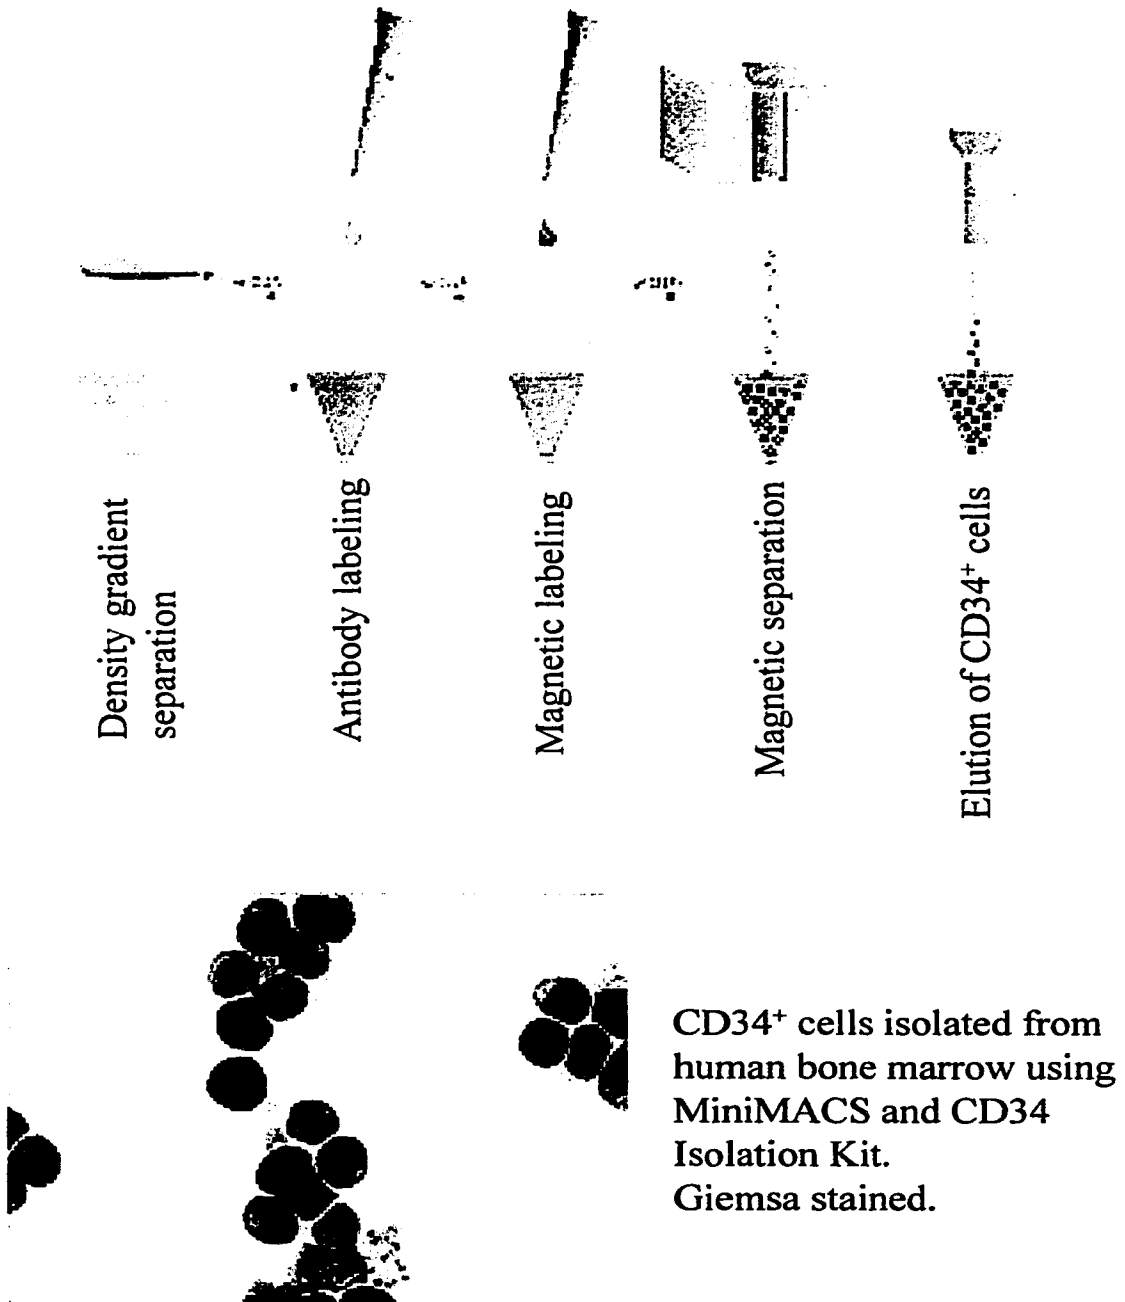 Density gradient
separation
Antibody labeling
Magnetic labeling
Magnetic separation
Elution of CD34⁺ cells
CD34⁺ cells isolated from
human bone marrow using
MiniMACS and CD34
Isolation Kit.
Giemsa stained.